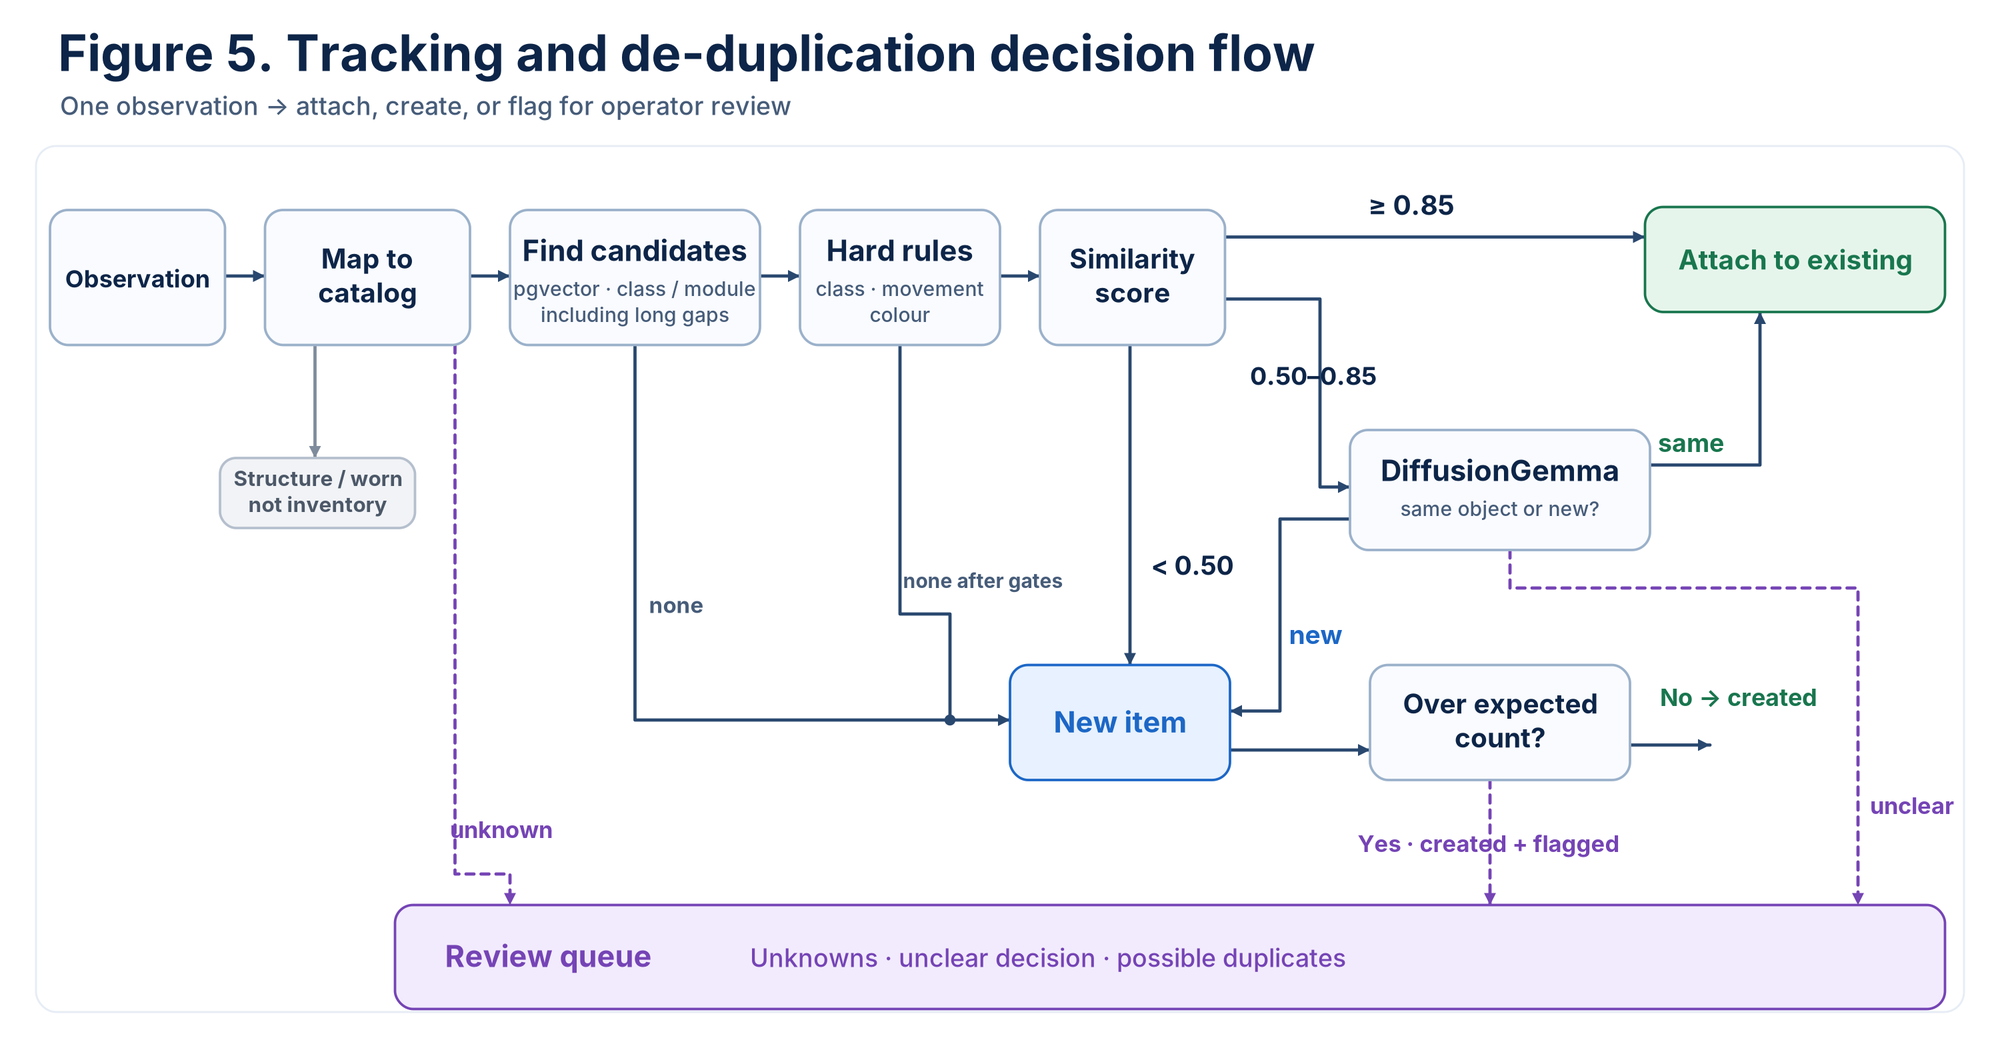 Figure 5. Tracking and de-duplication decision flow
One observation → attach, create, or flag for operator review
Observation
Map to
catalog
Find candidates
pgvector · class / module
including long gaps
Hard rules
class · movement
colour
Similarity
score
≥ 0.85
Attach to existing
0.50–0.85
Structure / worn
not inventory
DiffusionGemma
same object or new?
same
none
none after gates
< 0.50
new
New item
Over expected
count?
No → created
unknown
Yes · created + flagged
unclear
Review queue
Unknowns · unclear decision · possible duplicates